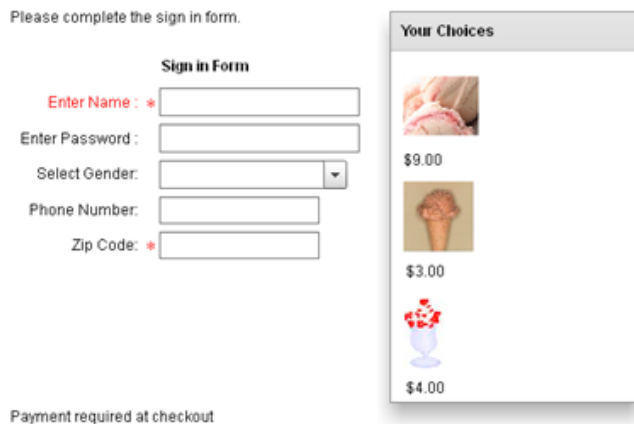 Please complete the sign in form.
Sign in Form
Enter Name : *
Enter Password :
Select Gender:
Phone Number:
Zip Code: *
Payment required at checkout
Your Choices
$9.00
$3.00
$4.00